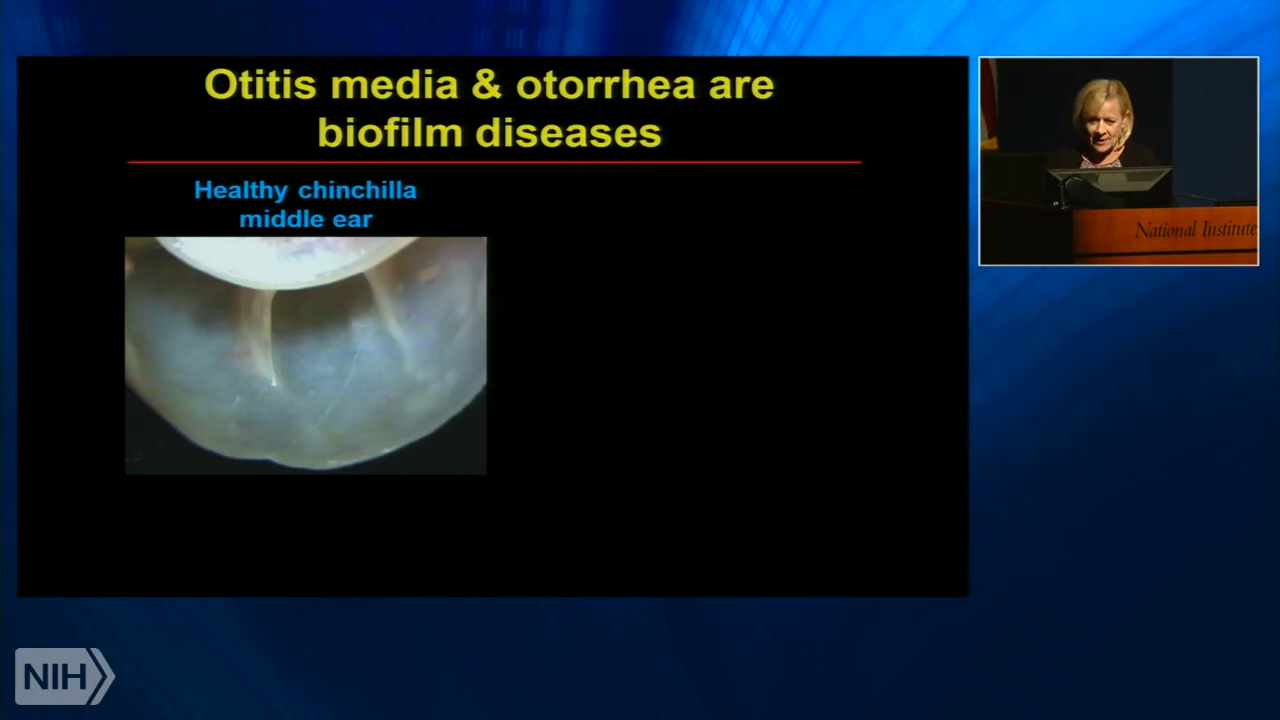 Otitis media & otorrhea are
biofilm diseases
Healthy chinchilla
middle ear
National Institute
NIH